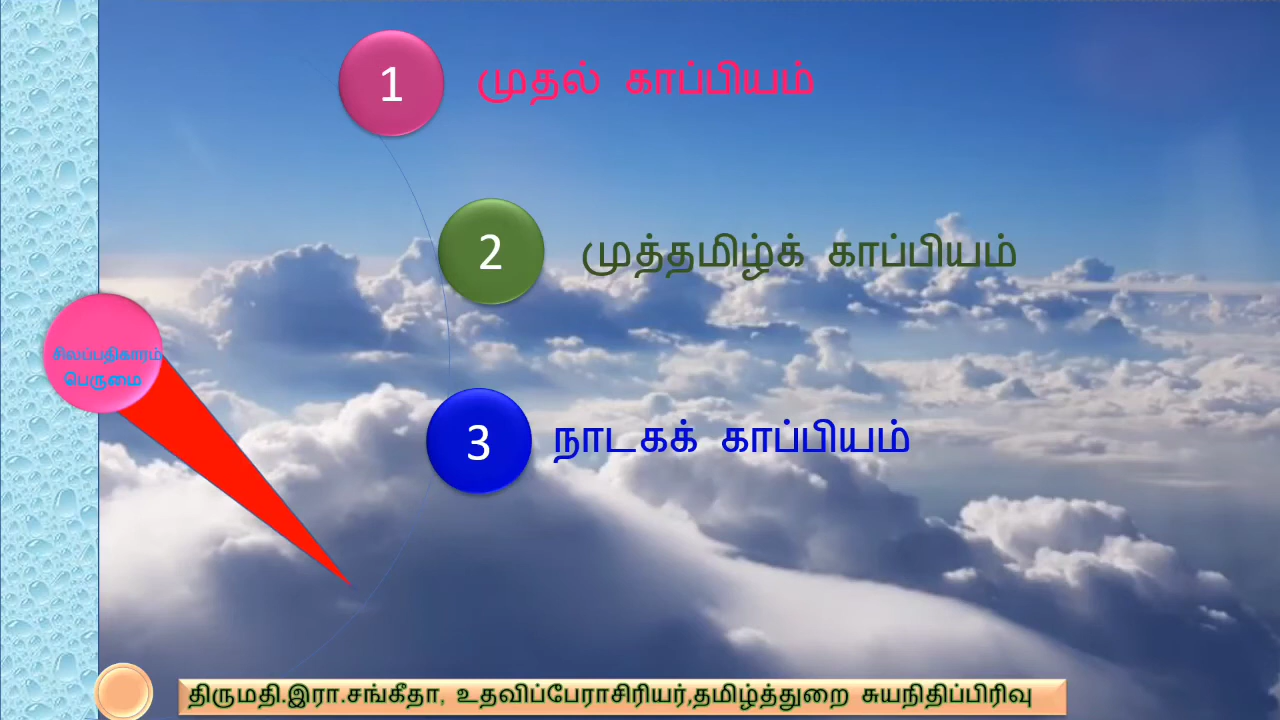 1 முதல் காப்பியம்
2 முத்தமிழ்க் காப்பியம்
சிலப்பதிகாரம்
பெருமை
3 நாடகக் காப்பியம்
திருமதி.இரா.சங்கீதா, உதவிப்பேராசிரியர்,தமிழ்த்துறை சுயநிதிப்பிரிவு